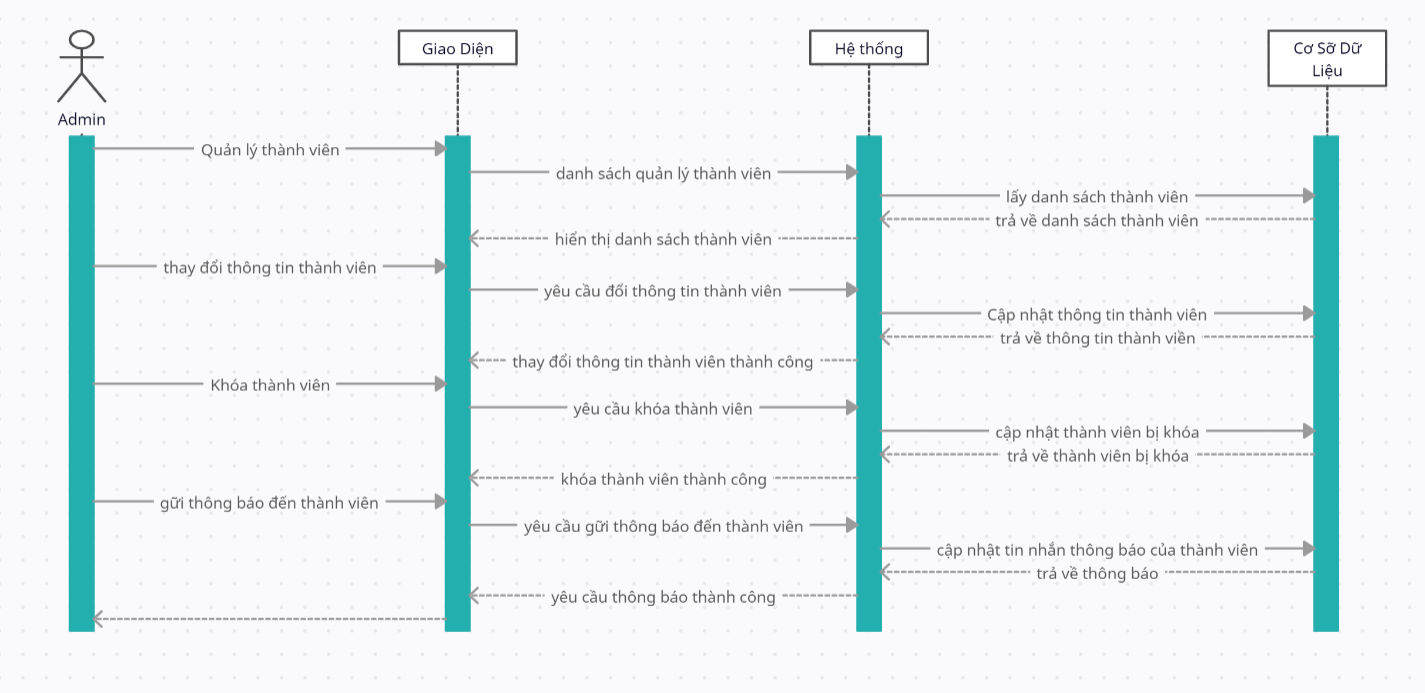 Giao Diện
Hệ thống
Cơ Sỡ Dữ
Liệu
Admin
Quản lý thành viên
danh sách quản lý thành viên
lấy danh sách thành viên
trả về danh sách thành viên
hiển thị danh sách thành viên
thay đổi thông tin thành viên
yêu cầu đổi thông tin thành viên
Cập nhật thông tin thành viên
trả về thông tin thành viên
thay đổi thông tin thành viên thành công
Khóa thành viên
yêu cầu khóa thành viên
cập nhật thành viên bị khóa
trả về thành viên bị khóa
khóa thành viên thành công
gữi thông báo đến thành viên
yêu cầu gữi thông báo đến thành viên
cập nhật tin nhắn thông báo của thành viên
trả về thông báo
yêu cầu thông báo thành công